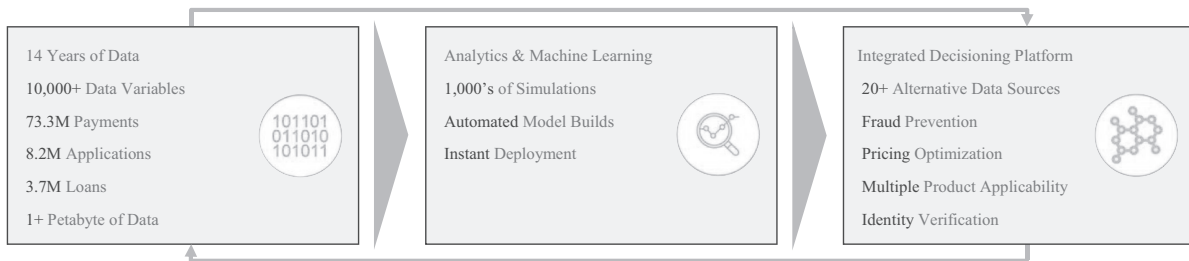 14 Years of Data
10,000+ Data Variables
73.3M Payments
8.2M Applications
3.7M Loans
1+ Petabyte of Data
101101
011010
101011
Analytics & Machine Learning
1,000’s of Simulations
Automated Model Builds
Instant Deployment
Integrated Decisioning Platform
20+ Alternative Data Sources
Fraud Prevention
Pricing Optimization
Multiple Product Applicability
Identity Verification